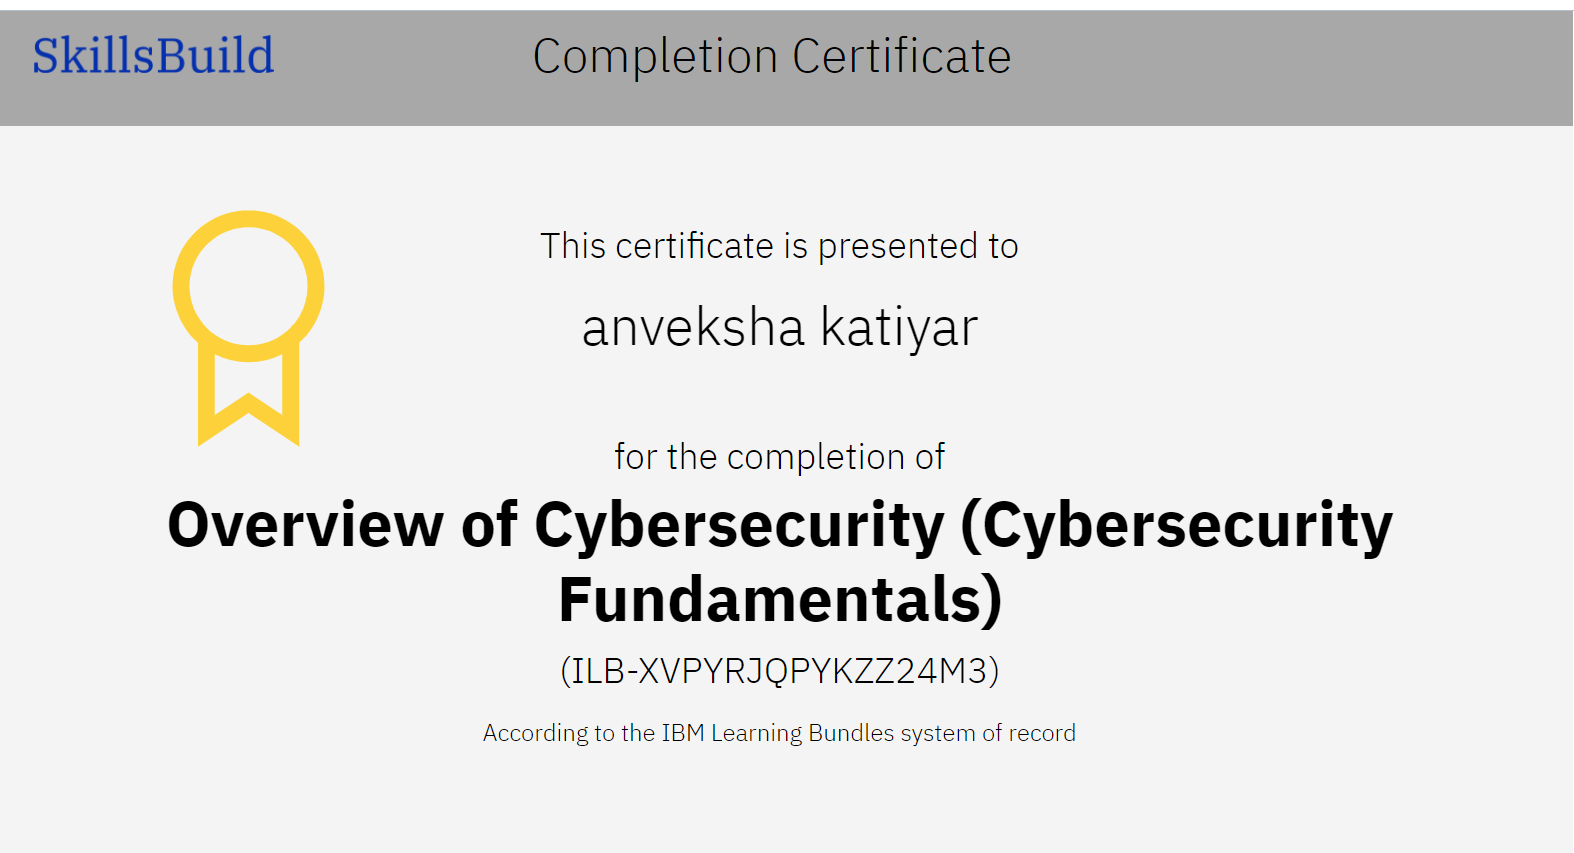 SkillsBuild
Completion Certificate
This certificate is presented to
anveksha katiyar
for the completion of
Overview of Cybersecurity (Cybersecurity
Fundamentals)
(ILB-XVPYRJQPYKZZ24M3)
According to the IBM Learning Bundles system of record